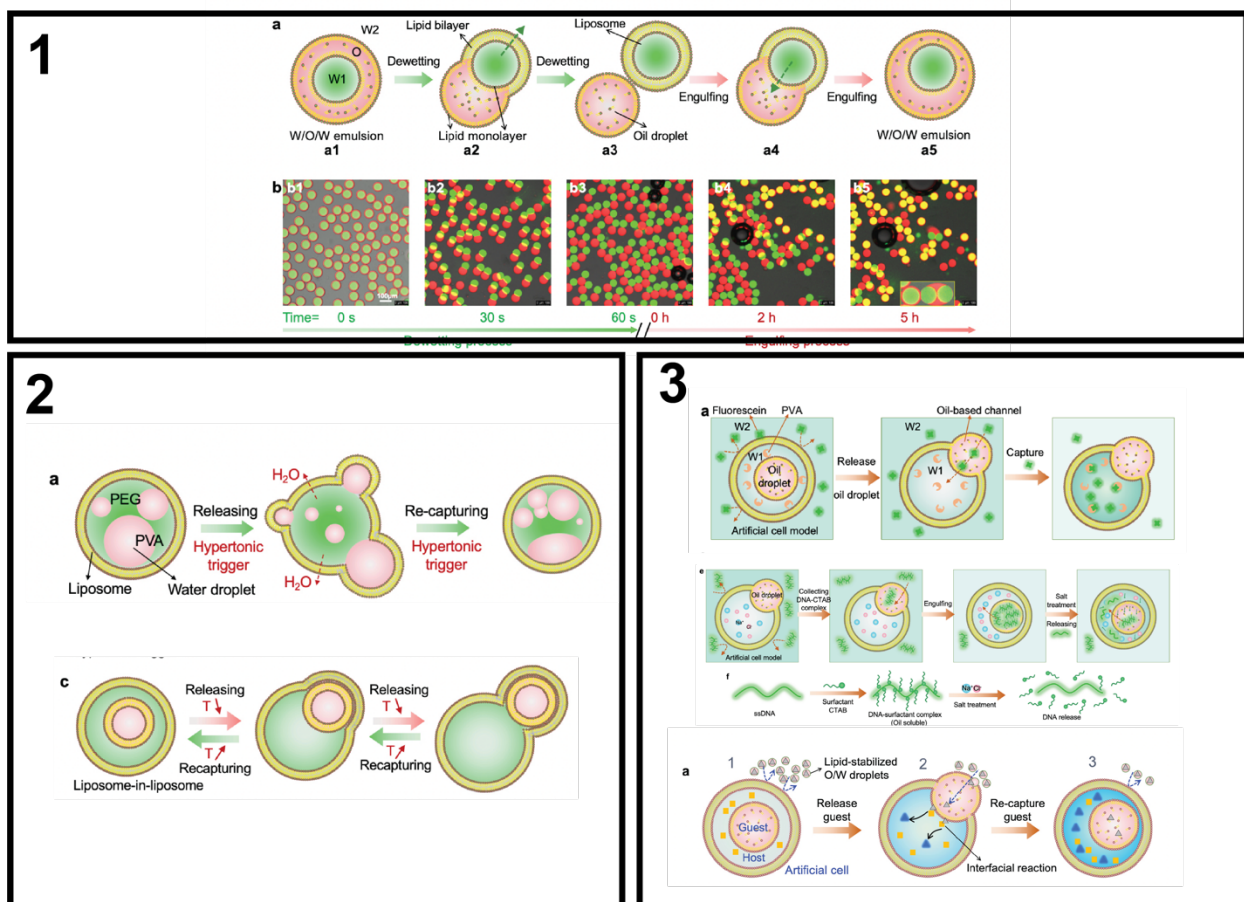 1
a
W2
O
W1
W/O/W emulsion
a1
Dewetting
Lipid bilayer
Lipid monolayer
a2
Dewetting
Liposome
Oil droplet
a3
Engulfing
a4
Engulfing
W/O/W emulsion
a5
b
b1
b2
b3
b4
b5
Time=
0 s
30 s
60 s
0 h
2 h
5 h
Dewetting process
Engulfing process
2
a
PEG
PVA
Liposome
Water droplet
Releasing
Hypertonic
trigger
H₂O
H₂O
Re-capturing
Hypertonic
trigger
c
Liposome-in-liposome
Releasing
T
T
Recapturing
Releasing
T
T
Recapturing
3
a
Fluorescein
PVA
W2
W1
Oil
droplet
Artificial cell model
Release
oil droplet
Oil-based channel
W2
W1
Capture
e
Na⁺
Cl⁻
Oil droplet
Artificial cell model
Collecting
DNA-CTAB
complex
Engulfing
Salt
treatment
Releasing
f
ssDNA
Surfactant
CTAB
DNA-surfactant complex
(Oil soluble)
Na⁺Cl⁻
Salt treatment
DNA release
a
1
Guest
Host
Artificial cell
Lipid-stabilized
O/W droplets
Release
guest
2
Interfacial reaction
Re-capture
guest
3